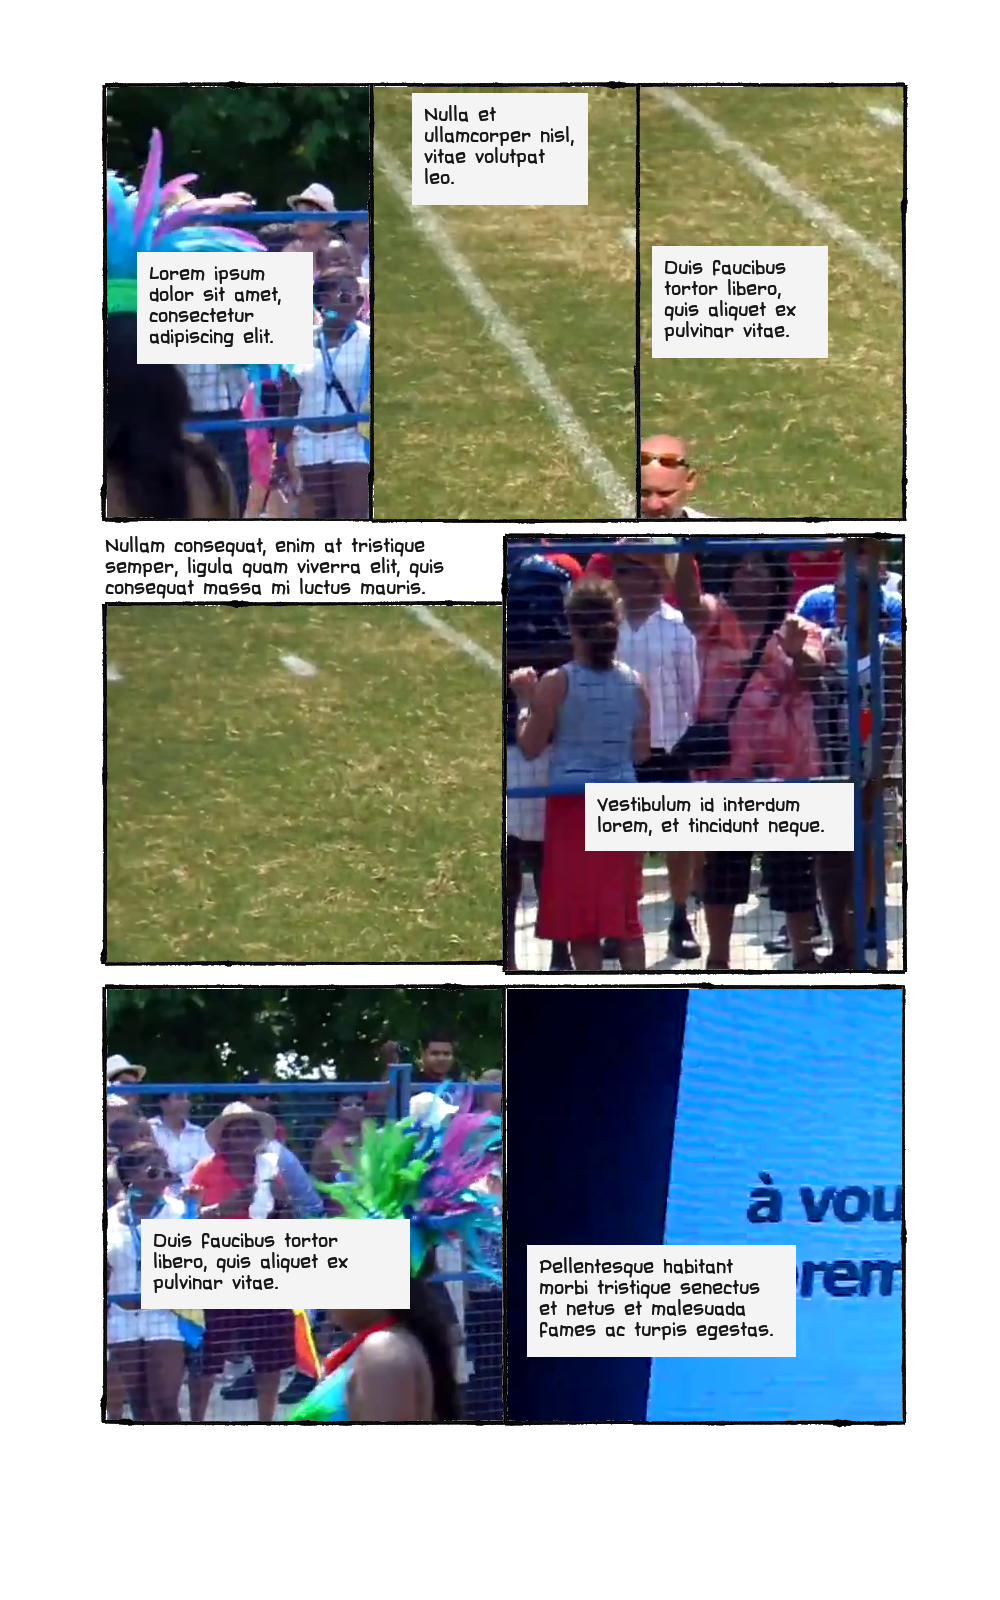 Lorem ipsum
dolor sit amet,
consectetur
adipiscing elit.
Nulla et
ullamcorper nisl,
vitae volutpat
leo.
Duis faucibus
tortor libero,
quis aliquet ex
pulvinar vitae.
Nullam consequat, enim at tristique
semper, ligula quam viverra elit, quis
consequat massa mi luctus mauris.
Vestibulum id interdum
lorem, et tincidunt neque.
Duis faucibus tortor
libero, quis aliquet ex
pulvinar vitae.
à vou
Pellentesque habitant
morbi tristique senectus
et netus et malesuada
fames ac turpis egestas.